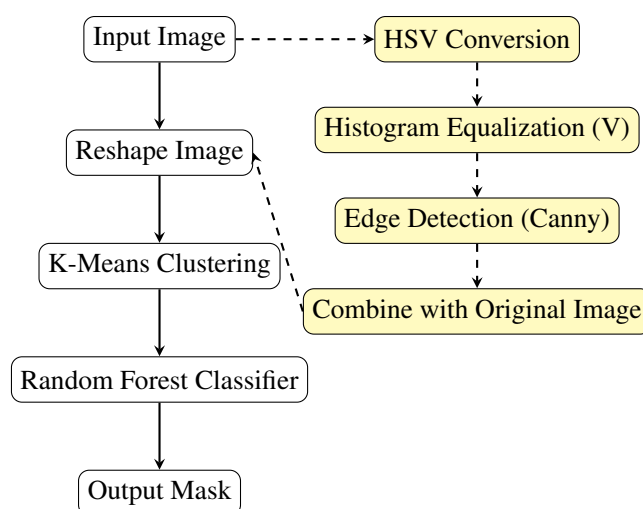 Input Image
HSV Conversion
Histogram Equalization (V)
Reshape Image
Edge Detection (Canny)
K-Means Clustering
Combine with Original Image
Random Forest Classifier
Output Mask